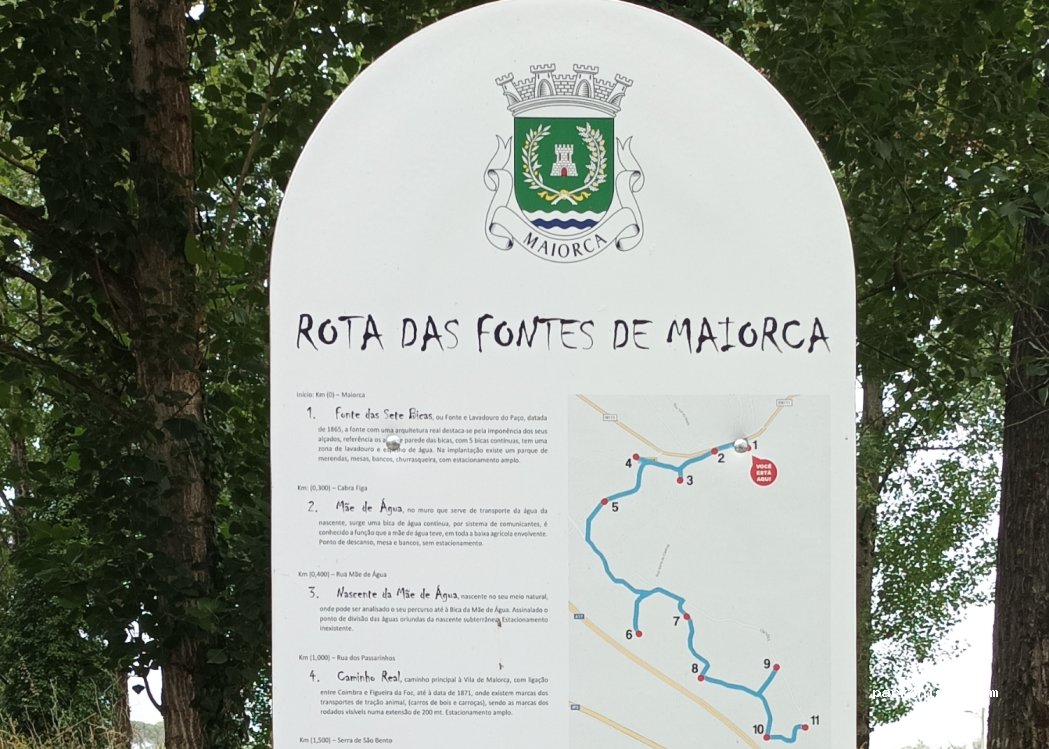 MAIORCA
ROTA DAS FONTES DE MAIORCA
Início: Km (0) – Maiorca
1. Fonte das Sete Bicas, ou Fonte e Lavadouro do Paço, datada
de 1865, a fonte com uma arquitetura real destaca-se pela imponência dos seus
alçados, referência os a parede das bicas, com 5 bicas contínuas, tem uma
zona de lavadouro e de água. Na implantação existe um parque de
merendas, mesas, bancos, churrasqueira, com estacionamento amplo.
Km: (0,300) – Cabra Figa
2. Mãe de Água, no muro que serve de transporte da água da
nascente, surge uma bica de água contínua, por sistema de comunicantes, é
conhecido a função que a mãe de água teve, em toda a baixa agrícola envolvente.
Ponto de descanso, mesa e bancos, sem estacionamento.
Km (0,400) – Rua Mãe de Água
3. Nascente da Mãe de Água, nascente no seu meio natural,
onde pode ser analisado o seu percurso até à Bica da Mãe de Água. Assinalado o
ponto de divisão das águas oriundas da nascente subterrânea. Estacionamento
inexistente.
Km (1,000) – Rua dos Passarinhos
4. Caminho Real, caminho principal à Vila de Maiorca, com ligação
entre Coimbra e Figueira da Foz, até à data de 1871, onde existem marcas dos
transportes de tração animal, (carros de bois e carroças), sendo as marcas dos
rodados visíveis numa extensão de 200 mt. Estacionamento amplo.
Km (1,500) – Serra de São Bento
1
2
VOCÊ
ESTÁ
AQUI
4
3
5
6
7
8
9
10
11